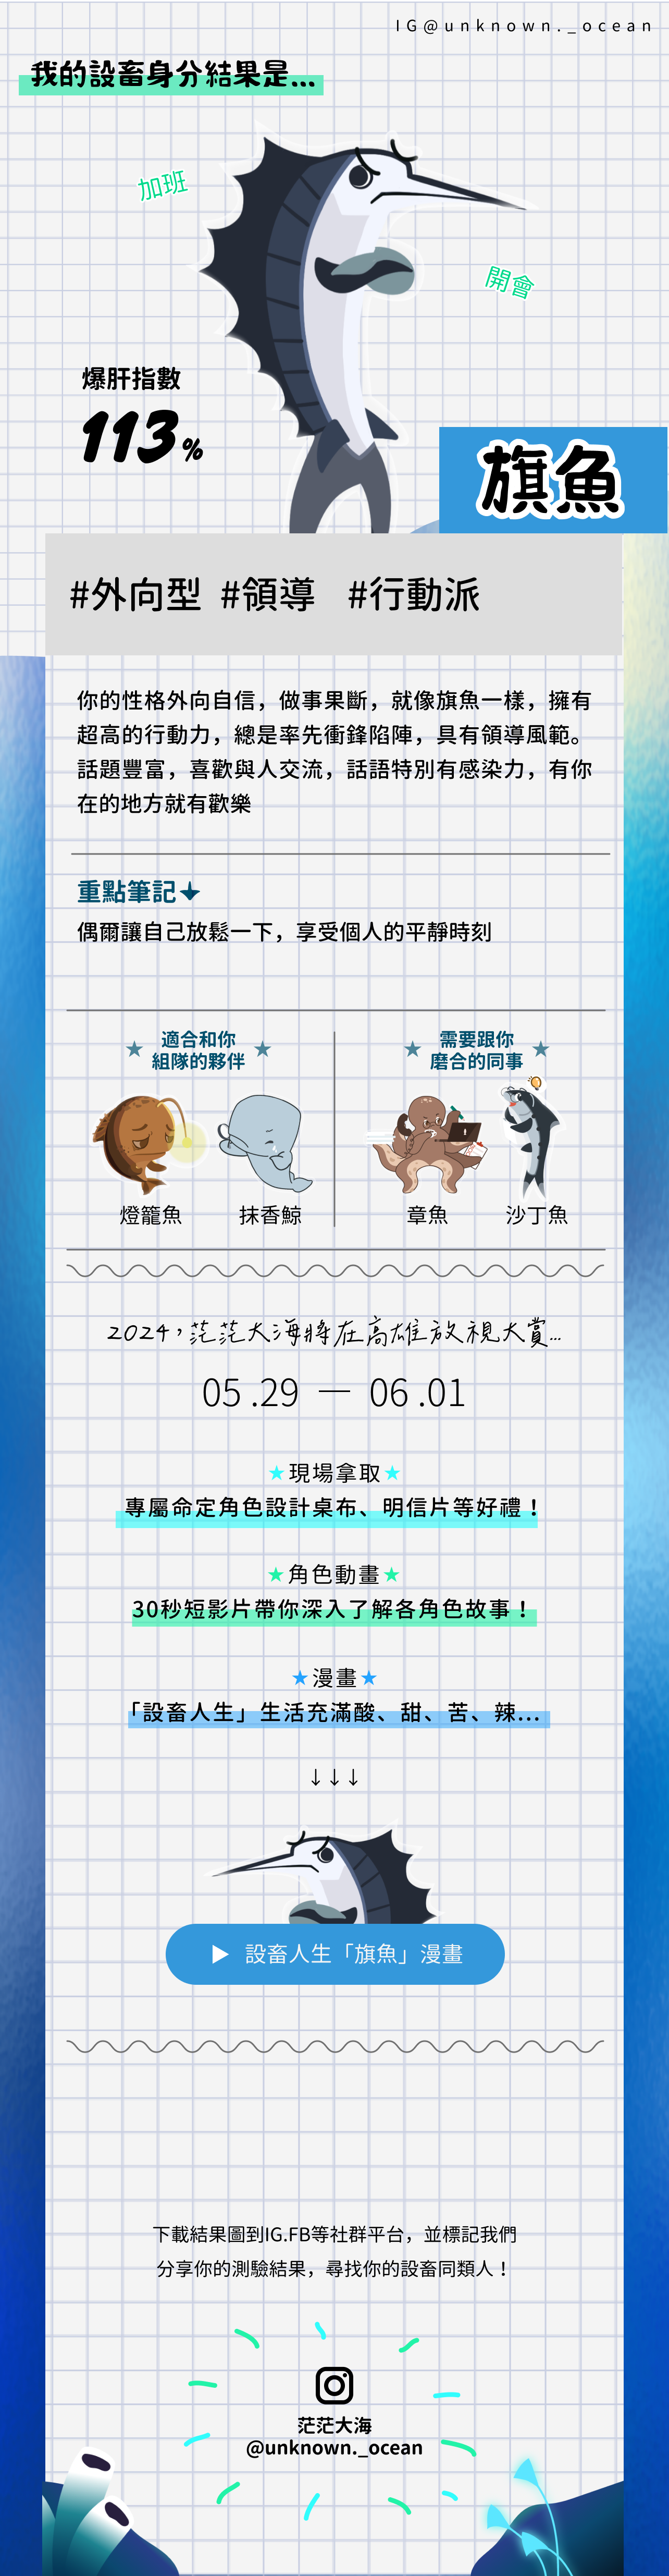 IG@unknown._ocean
我的設畜身分結果是...
加班
開會
爆肝指數
113%
旗魚
#外向型 #領導 #行動派
你的性格外向自信，做事果斷，就像旗魚一樣，擁有
超高的行動力，總是率先衝鋒陷陣，具有領導風範。
話題豐富，喜歡與人交流，話語特別有感染力，有你
在的地方就有歡樂
重點筆記
偶爾讓自己放鬆一下，享受個人的平靜時刻
★ 適合和你 ★
組隊的夥伴
★ 需要跟你 ★
磨合的同事
燈籠魚
抹香鯨
章魚
沙丁魚
2024，茫茫大海將在高雄放視大賞...
05.29 — 06.01
★現場拿取★
專屬命定角色設計桌布、明信片等好禮！
★角色動畫★
30秒短影片帶你深入了解各角色故事！
★漫畫★
「設畜人生」生活充滿酸、甜、苦、辣...
↓↓↓
▶ 設畜人生「旗魚」漫畫
下載結果圖到IG.FB等社群平台，並標記我們
分享你的測驗結果，尋找你的設畜同類人！
茫茫大海
@unknown._ocean